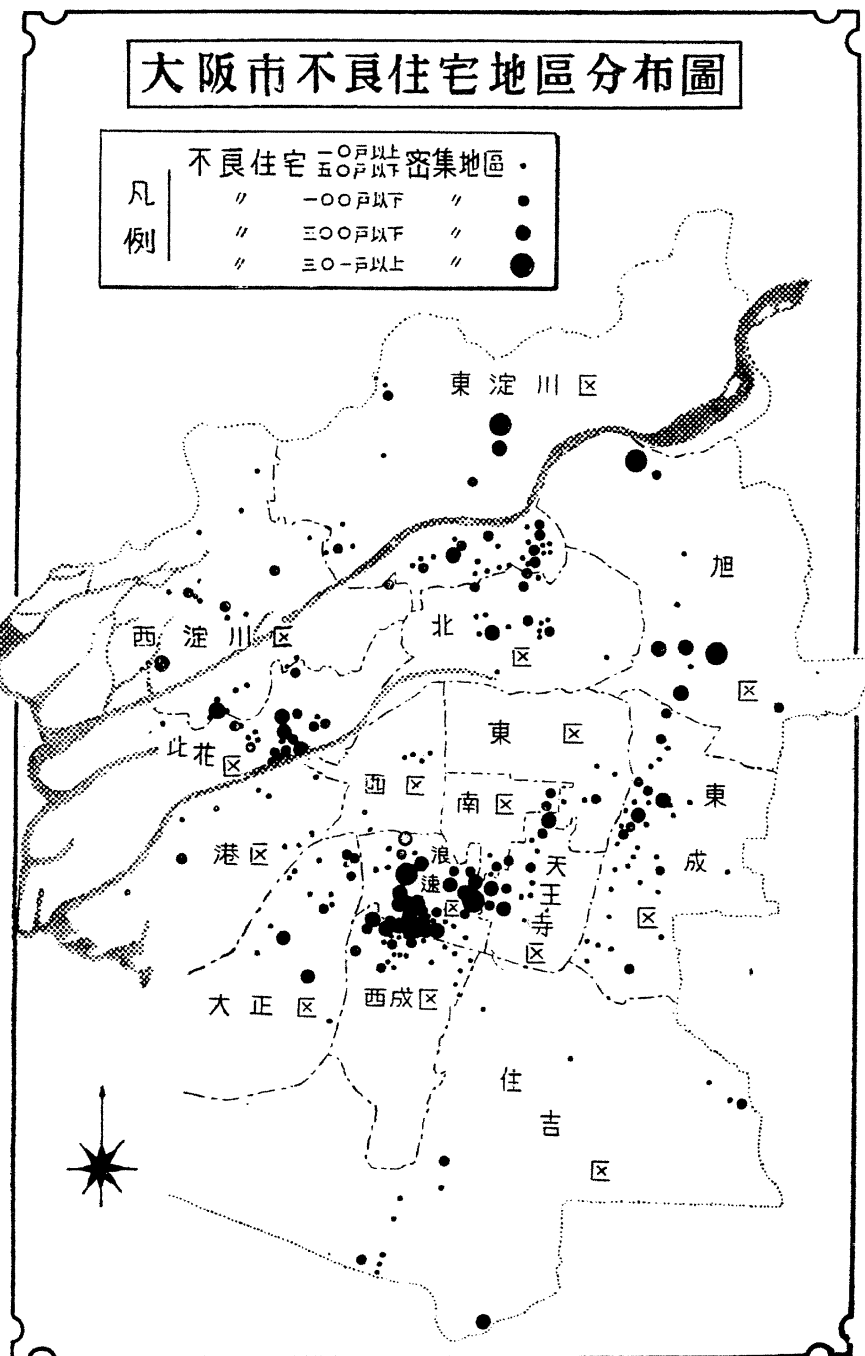 大阪市不良住宅地區分布圖
凡例
不良住宅 一〇戸以上 五〇戸以下 密集地區
〃 一〇〇戸以下 〃
〃 三〇〇戸以下 〃
〃 三〇一戸以上 〃
東淀川区
旭区
西淀川区
北区
此花区
東区
西区
南区
東成区
港区
浪速区
天王寺区
大正区
西成区
住吉区